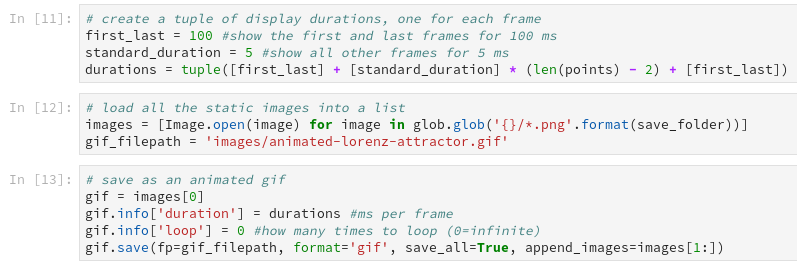 In [11]: # create a tuple of display durations, one for each frame
first_last = 100 #show the first and last frames for 100 ms
standard_duration = 5 #show all other frames for 5 ms
durations = tuple([first_last] + [standard_duration] * (len(points) - 2) + [first_last])
In [12]: # load all the static images into a list
images = [Image.open(image) for image in glob.glob('{}/*.png'.format(save_folder))]
gif_filepath = 'images/animated-lorenz-attractor.gif'
In [13]: # save as an animated gif
gif = images[0]
gif.info['duration'] = durations #ms per frame
gif.info['loop'] = 0 #how many times to loop (0=infinite)
gif.save(fp=gif_filepath, format='gif', save_all=True, append_images=images[1:])